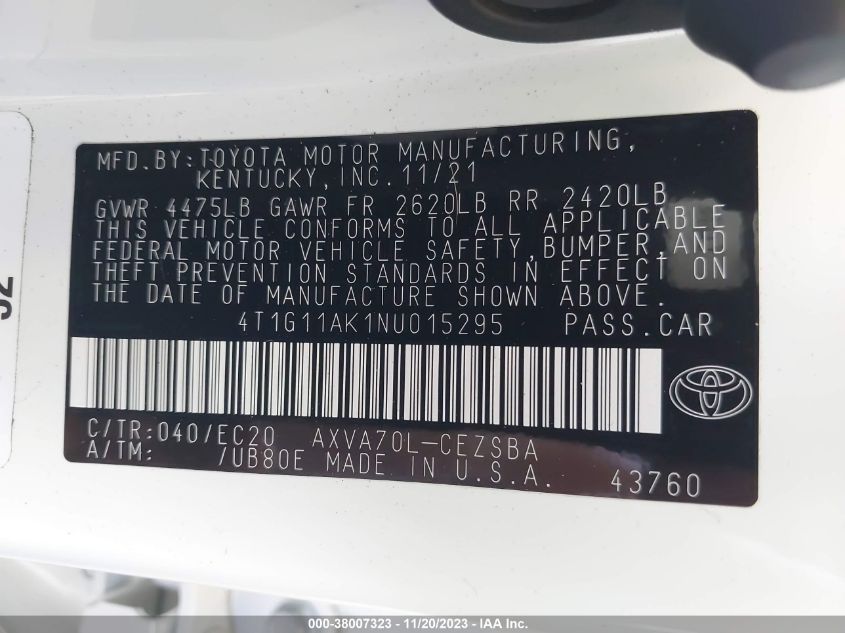 MFD.BY:TOYOTA MOTOR MANUFACTURING,
KENTUCKY,INC.11/21
GVWR 4475LB GAWR FR 2620LB RR 2420LB
THIS VEHICLE CONFORMS TO ALL APPLICABLE
FEDERAL MOTOR VEHICLE SAFETY,BUMPER,AND
THEFT PREVENTION STANDARDS IN EFFECT ON
THE DATE OF MANUFACTURE SHOWN ABOVE.
4T1G11AK1NU015295 PASS.CAR
C/TR:040/EC20 AXVA70L-CEZSBA
A/TM: /UB80E MADE IN U.S.A.
43760
000-38007323 - 11/20/2023 - IAA Inc.